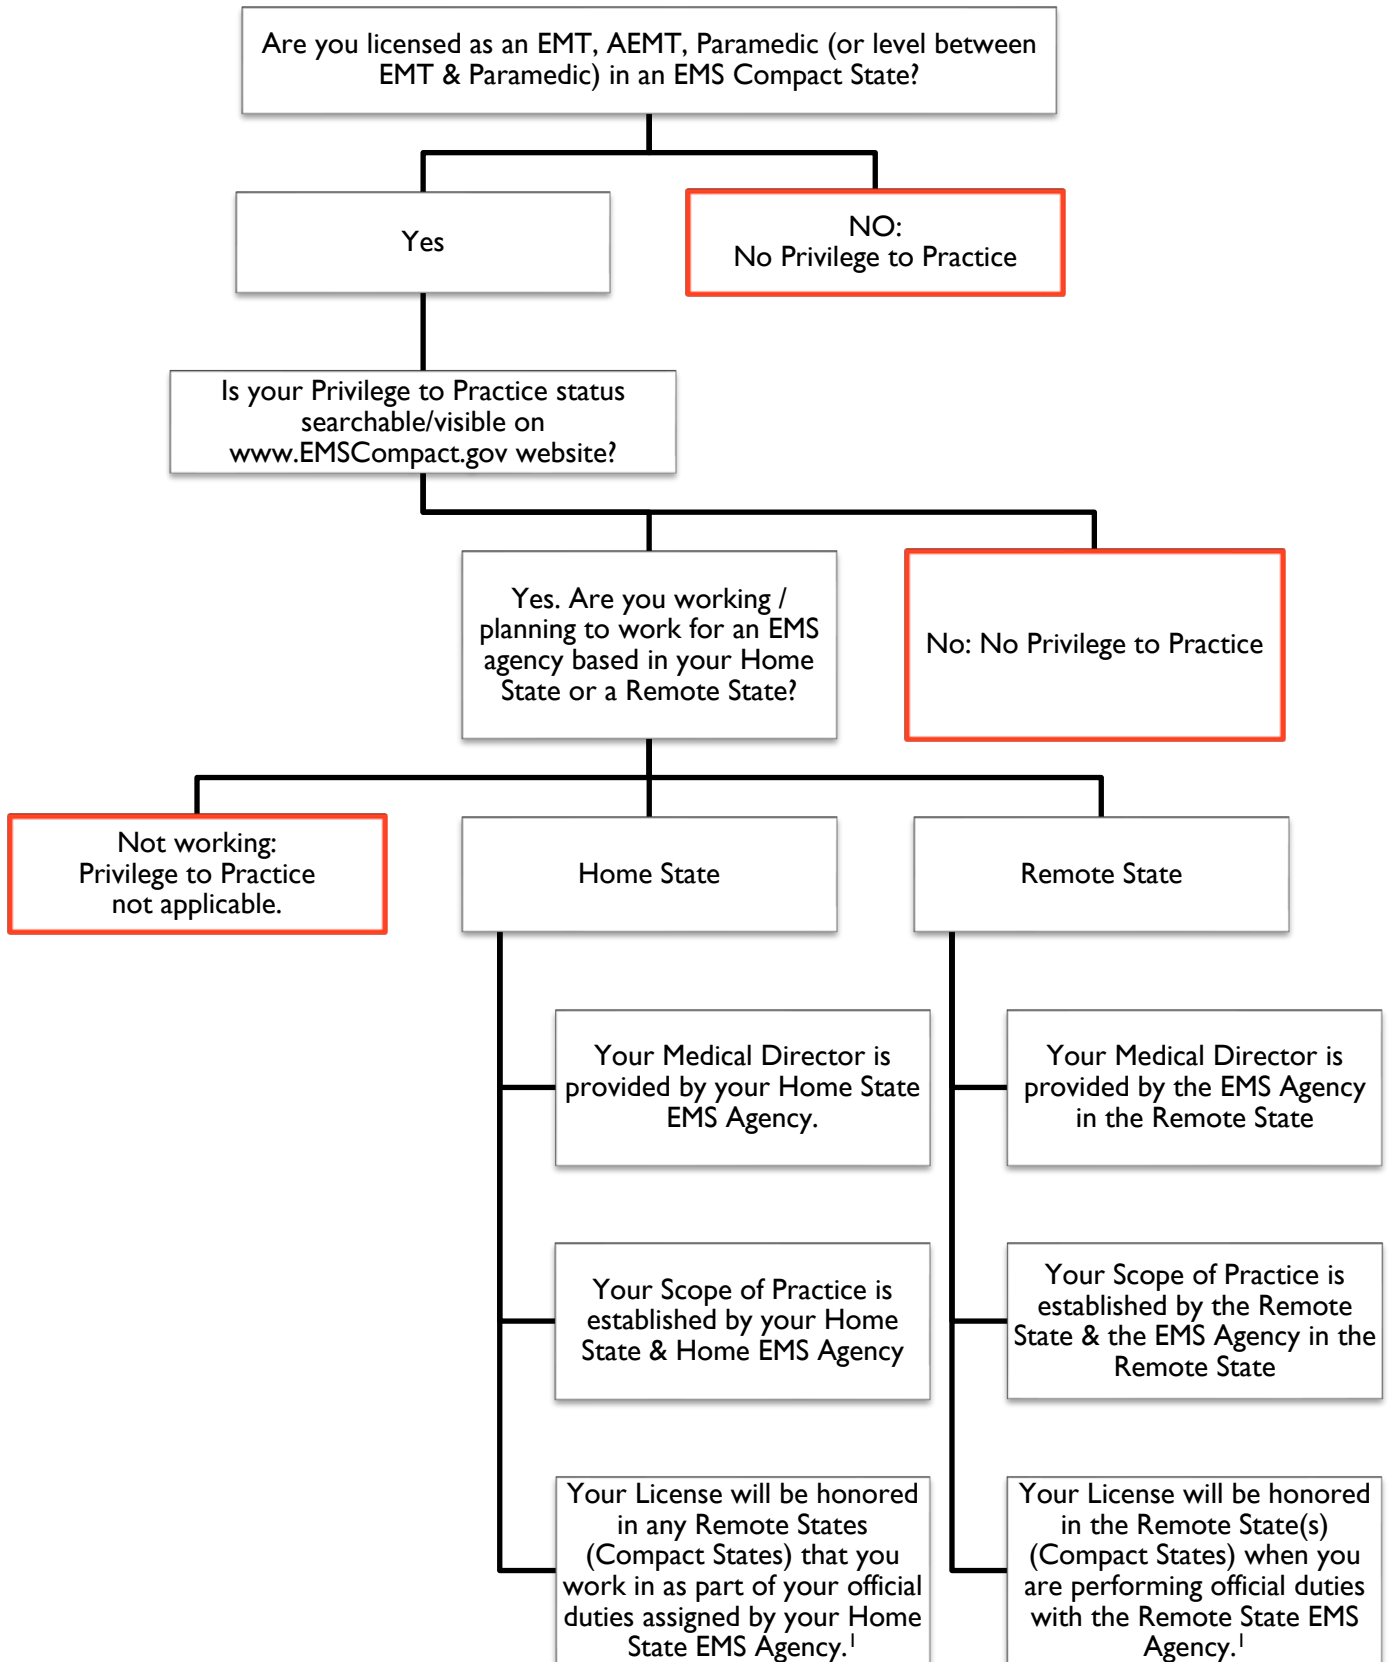 Are you licensed as an EMT, AEMT, Paramedic (or level between
EMT & Paramedic) in an EMS Compact State?
Yes
NO:
No Privilege to Practice
Is your Privilege to Practice status
searchable/visible on
www.EMSCompact.gov website?
Yes. Are you working /
planning to work for an EMS
agency based in your Home
State or a Remote State?
No: No Privilege to Practice
Not working:
Privilege to Practice
not applicable.
Home State
Remote State
Your Medical Director is
provided by your Home State
EMS Agency.
Your Medical Director is
provided by the EMS Agency
in the Remote State
Your Scope of Practice is
established by your Home
State & Home EMS Agency
Your Scope of Practice is
established by the Remote
State & the EMS Agency in the
Remote State
Your License will be honored
in any Remote States
(Compact States) that you
work in as part of your official
duties assigned by your Home
State EMS Agency.¹
Your License will be honored
in the Remote State(s)
(Compact States) when you
are performing official duties
with the Remote State EMS
Agency.¹